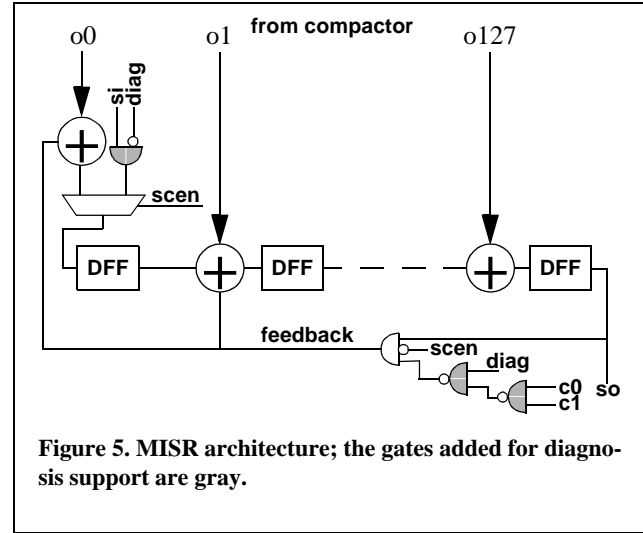 from compactor
o0 o1 o127
si
diag
scen
DFF DFF DFF
feedback
scen
diag
c0
c1
so
Figure 5. MISR architecture; the gates added for diagno-
sis support are gray.